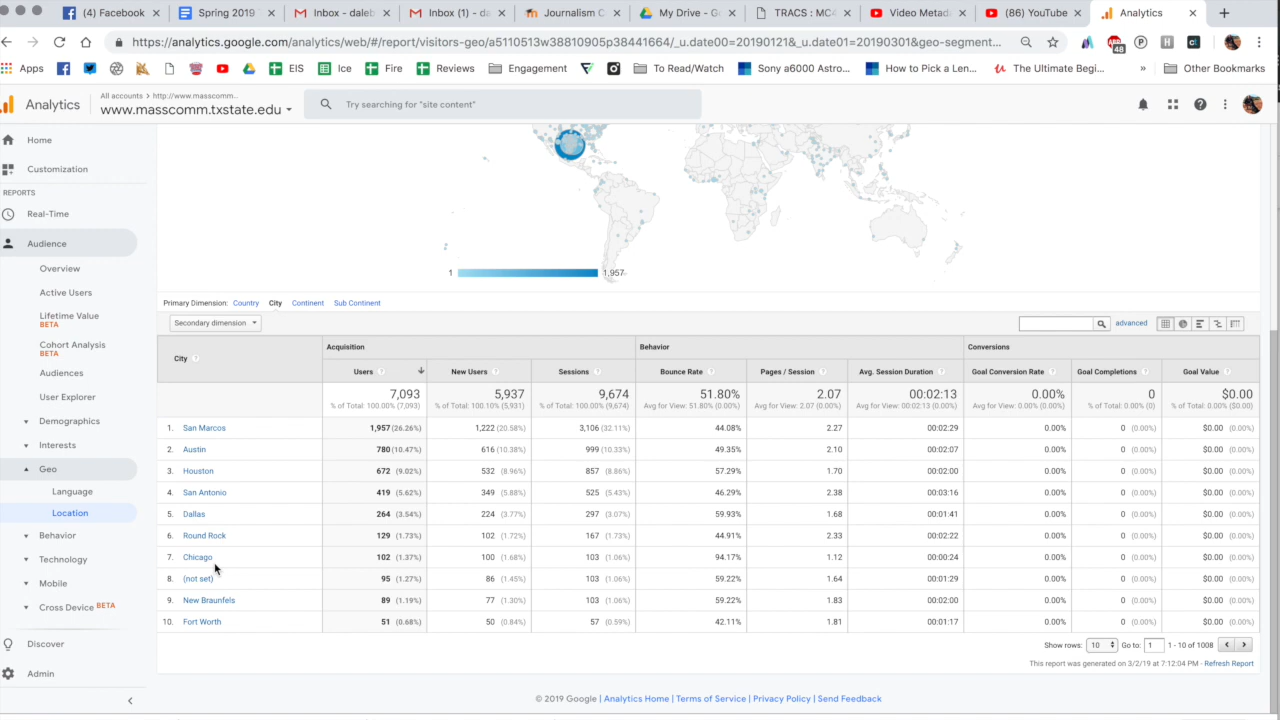 (4) Facebook
Spring 2019
Inbox - daleb
Inbox (1) - da
Journalism C
My Drive - Go
TRACS : MC4
Video Metad
(86) YouTube
Analytics
https://analytics.google.com/analytics/web/#/report/visitors-geo/a5110513w38810905p38441664/_u.date00=20190121&_u.date01=20190301&geo-segment...
48
Apps
EIS
Ice
Fire
Reviews
Engagement
To Read/Watch
Sony a6000 Astro...
How to Pick a Len...
The Ultimate Begi...
»
Other Bookmarks
Analytics
All accounts > http://www.masscomm..
www.masscomm.txstate.edu
Try searching for "site content"
Home
Customization
REPORTS
Real-Time
Audience
Overview
Active Users
Lifetime Value
BETA
Cohort Analysis
BETA
Audiences
User Explorer
Demographics
Interests
Geo
Language
Location
Behavior
Technology
Mobile
Cross Device BETA
Discover
Admin
1 1,957
Primary Dimension: Country City Continent Sub Continent
Secondary dimension
advanced
City
Acquisition Behavior Conversions
Users New Users Sessions Bounce Rate Pages / Session Avg. Session Duration Goal Conversion Rate Goal Completions Goal Value
7,093 5,937 9,674 51.80% 2.07 00:02:13 0.00% 0 $0.00
% of Total: 100.00% (7,093) % of Total: 100.10% (5,931) % of Total: 100.00% (9,674) Avg for View: 51.80% (0.00%) Avg for View: 2.07 (0.00%) Avg for View: 00:02:13 (0.00%) Avg for View: 0.00% (0.00%) % of Total: 0.00% (0) % of Total: 0.00% ($0.00)
1. San Marcos 1,957 (26.26%) 1,222 (20.58%) 3,106 (32.11%) 44.08% 2.27 00:02:29 0.00% 0 (0.00%) $0.00 (0.00%)
2. Austin 780 (10.47%) 616 (10.38%) 999 (10.33%) 49.35% 2.10 00:02:07 0.00% 0 (0.00%) $0.00 (0.00%)
3. Houston 672 (9.02%) 532 (8.96%) 857 (8.86%) 57.29% 1.70 00:02:00 0.00% 0 (0.00%) $0.00 (0.00%)
4. San Antonio 419 (5.62%) 349 (5.88%) 525 (5.43%) 46.29% 2.38 00:03:16 0.00% 0 (0.00%) $0.00 (0.00%)
5. Dallas 264 (3.54%) 224 (3.77%) 297 (3.07%) 59.93% 1.68 00:01:41 0.00% 0 (0.00%) $0.00 (0.00%)
6. Round Rock 129 (1.73%) 102 (1.72%) 167 (1.73%) 44.91% 2.33 00:02:22 0.00% 0 (0.00%) $0.00 (0.00%)
7. Chicago 102 (1.37%) 100 (1.68%) 103 (1.06%) 94.17% 1.12 00:00:24 0.00% 0 (0.00%) $0.00 (0.00%)
8. (not set) 95 (1.27%) 86 (1.45%) 103 (1.06%) 59.22% 1.64 00:01:29 0.00% 0 (0.00%) $0.00 (0.00%)
9. New Braunfels 89 (1.19%) 77 (1.30%) 103 (1.06%) 59.22% 1.83 00:02:00 0.00% 0 (0.00%) $0.00 (0.00%)
10. Fort Worth 51 (0.68%) 50 (0.84%) 57 (0.59%) 42.11% 1.81 00:01:17 0.00% 0 (0.00%) $0.00 (0.00%)
Show rows: 10 Go to: 1 1 - 10 of 1008
This report was generated on 3/2/19 at 7:12:04 PM - Refresh Report
© 2019 Google | Analytics Home | Terms of Service | Privacy Policy | Send Feedback